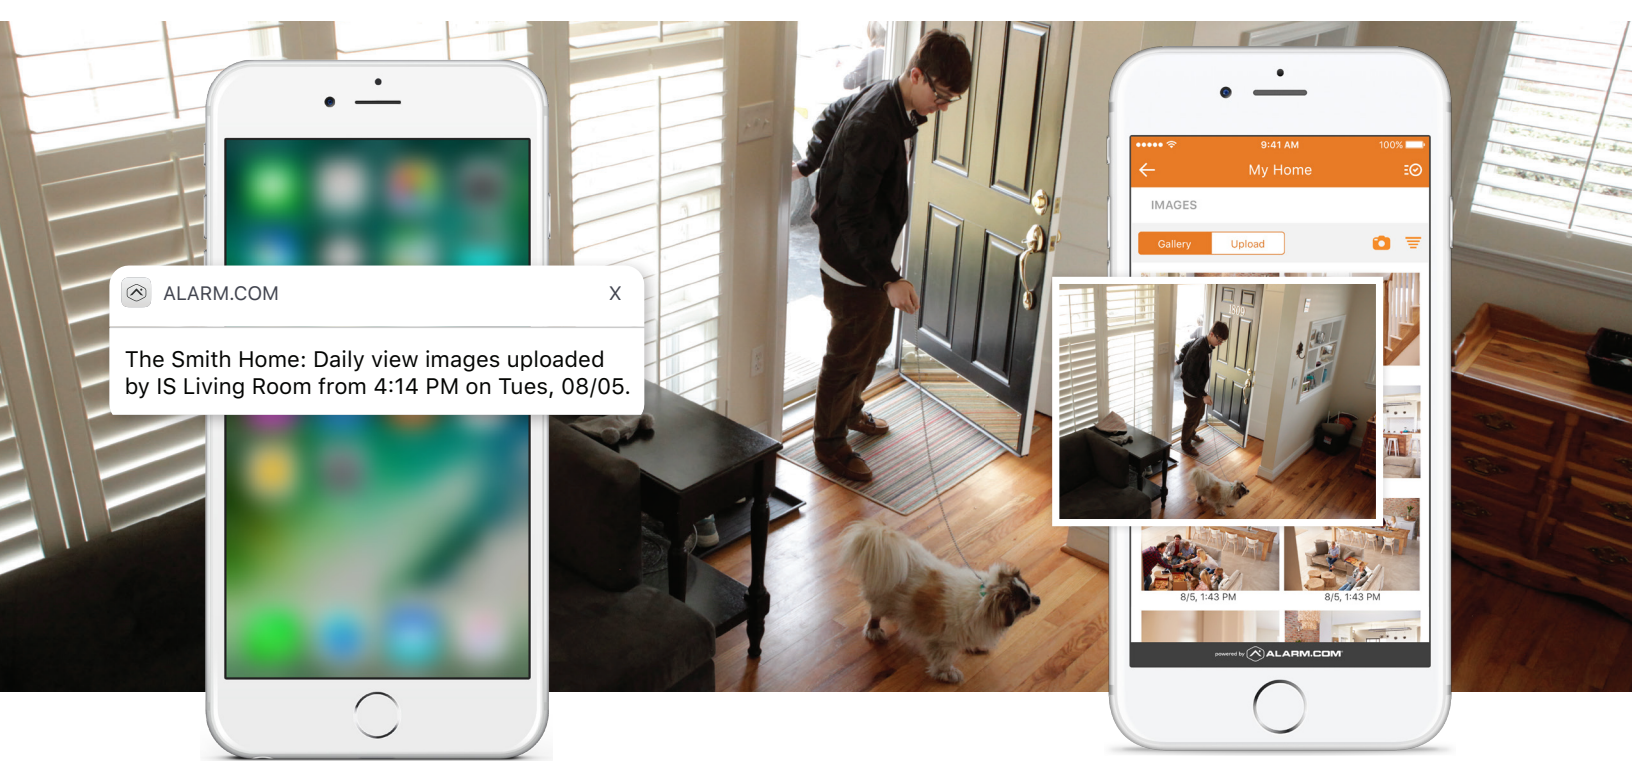 ALARM.COM X
The Smith Home: Daily view images uploaded
by IS Living Room from 4:14 PM on Tues, 08/05.
9:41 AM 100%
My Home
IMAGES
Gallery Upload
8/5, 1:43 PM 8/5, 1:43 PM
powered by ALARM.COM